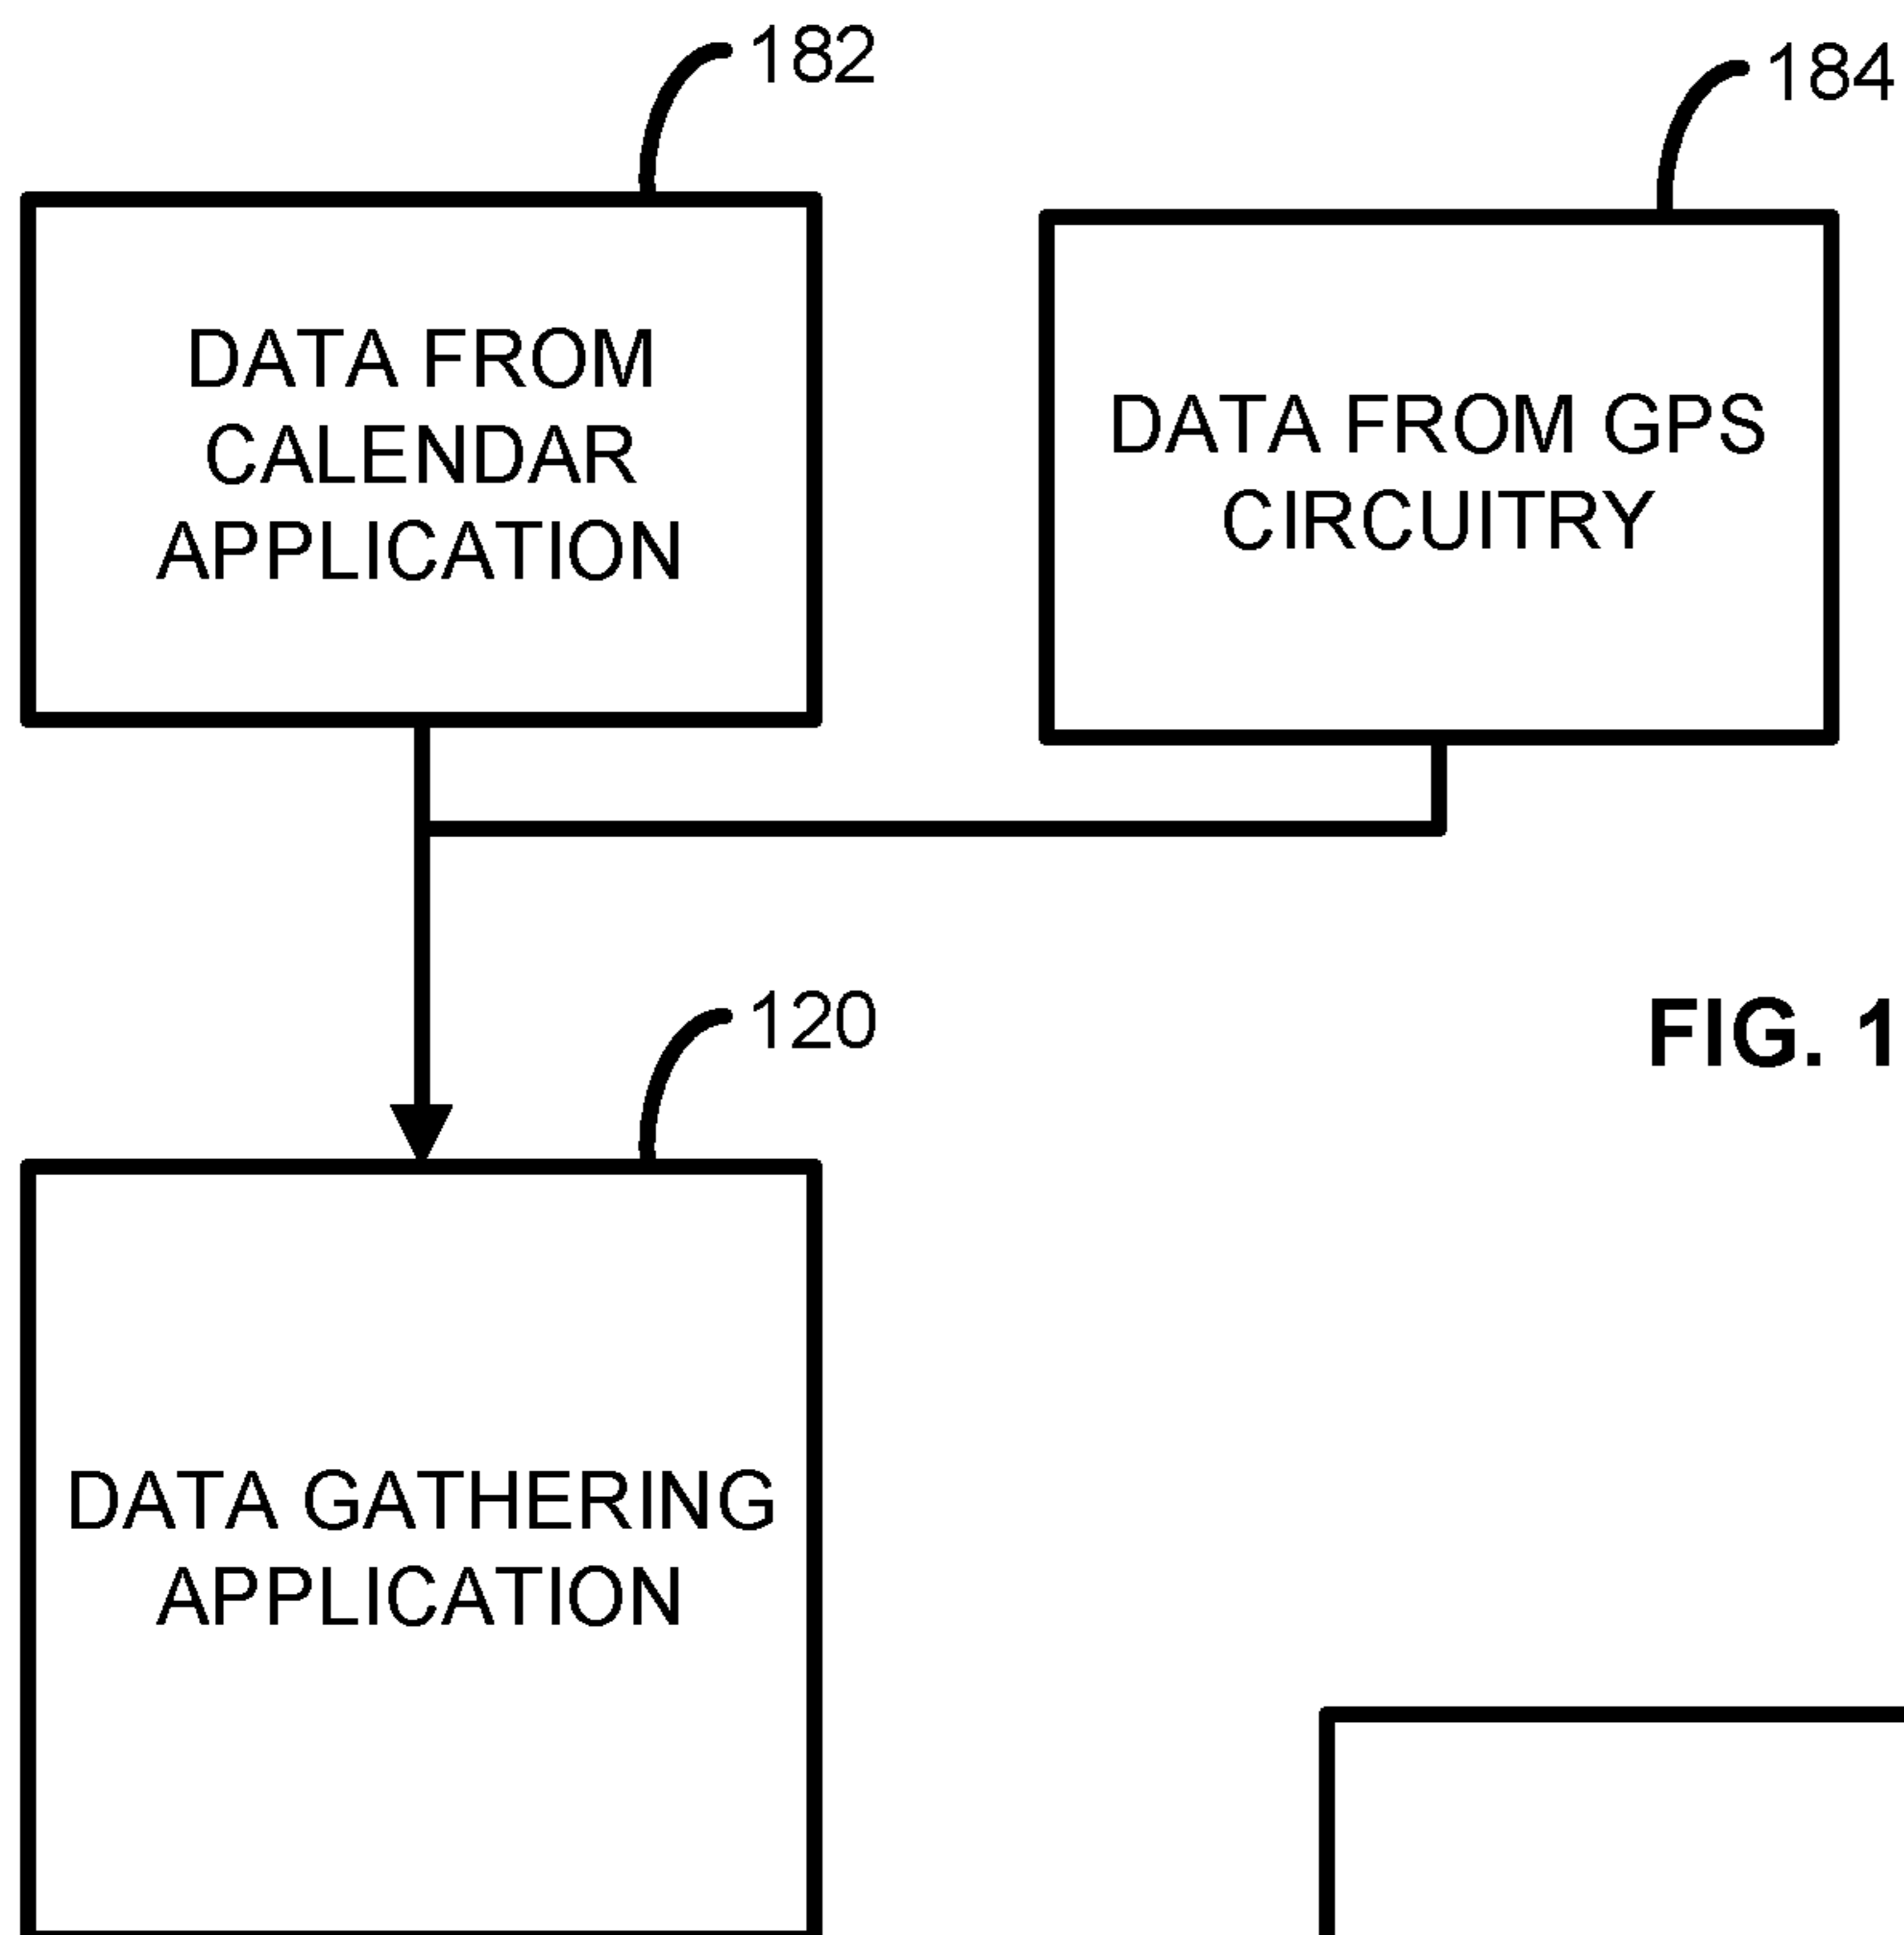 182
184
DATA FROM
CALENDAR
APPLICATION
DATA FROM GPS
CIRCUITRY
120
FIG. 1
DATA GATHERING
APPLICATION